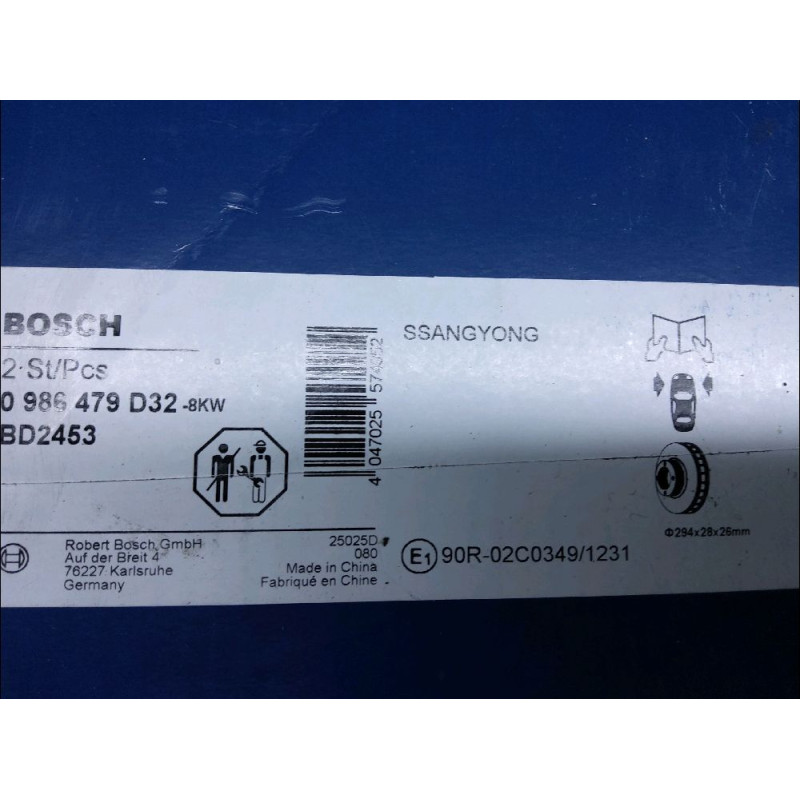 BOSCH
2 St/Pcs
0 986 479 D32 -8KW
BD2453
4 047025
SSANGYONG
Φ294x28x26mm
Robert Bosch GmbH
Auf der Breit 4
76227 Karlsruhe
Germany
25025D
080
Made in China
Fabriqué en Chine
E1 90R-02C0349/1231